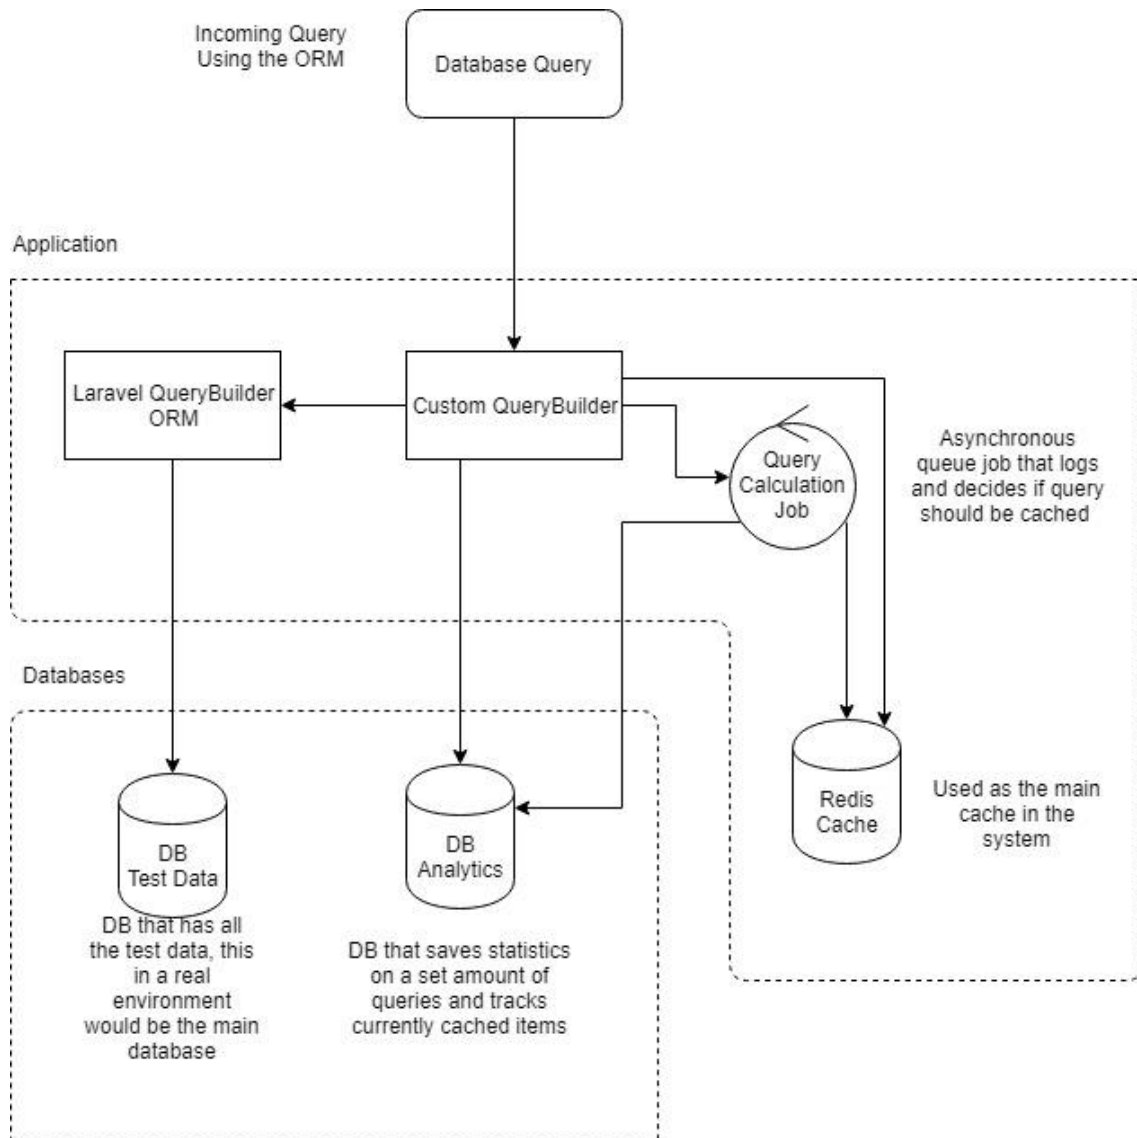 Incoming Query
Using the ORM
Database Query
Application
Laravel QueryBuilder
ORM
Custom QueryBuilder
Query
Calculation
Job
Asynchronous
queue job that logs
and decides if query
should be cached
Databases
Redis
Cache
Used as the main
cache in the
system
DB
Test Data
DB that has all
the test data, this
in a real
environment
would be the main
database
DB
Analytics
DB that saves statistics
on a set amount of
queries and tracks
currently cached items